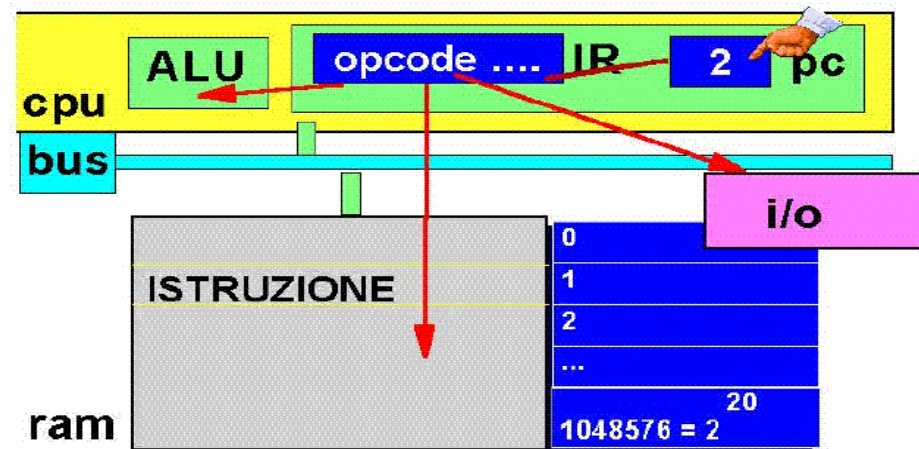 ALU opcode .... IR 2 pc
cpu
bus
i/o
0
ISTRUZIONE 1
2
...
20
ram 1048576 = 2